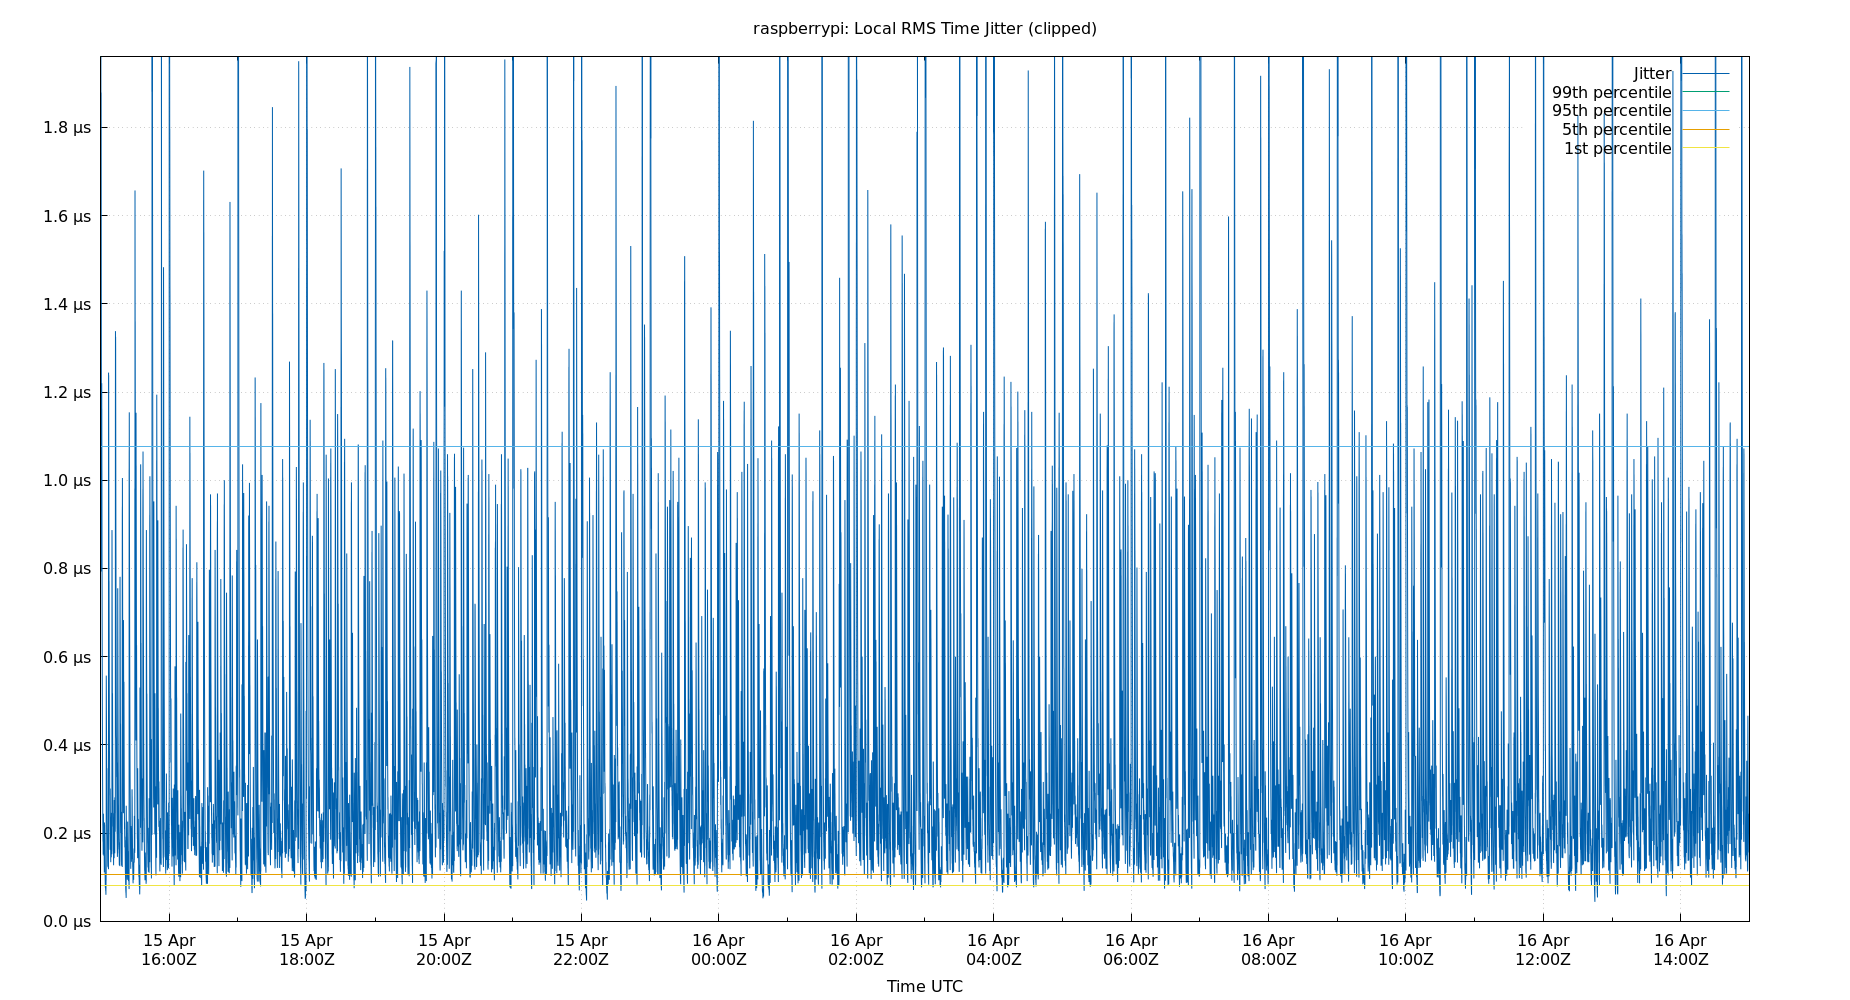 raspberrypi: Local RMS Time Jitter (clipped)
Jitter
99th percentile
95th percentile
5th percentile
1st percentile
1.8 µs
1.6 µs
1.4 µs
1.2 µs
1.0 µs
0.8 µs
0.6 µs
0.4 µs
0.2 µs
0.0 µs
15 Apr 15 Apr 15 Apr 15 Apr 16 Apr 16 Apr 16 Apr 16 Apr 16 Apr 16 Apr 16 Apr 16 Apr
16:00Z 18:00Z 20:00Z 22:00Z 00:00Z 02:00Z 04:00Z 06:00Z 08:00Z 10:00Z 12:00Z 14:00Z
Time UTC